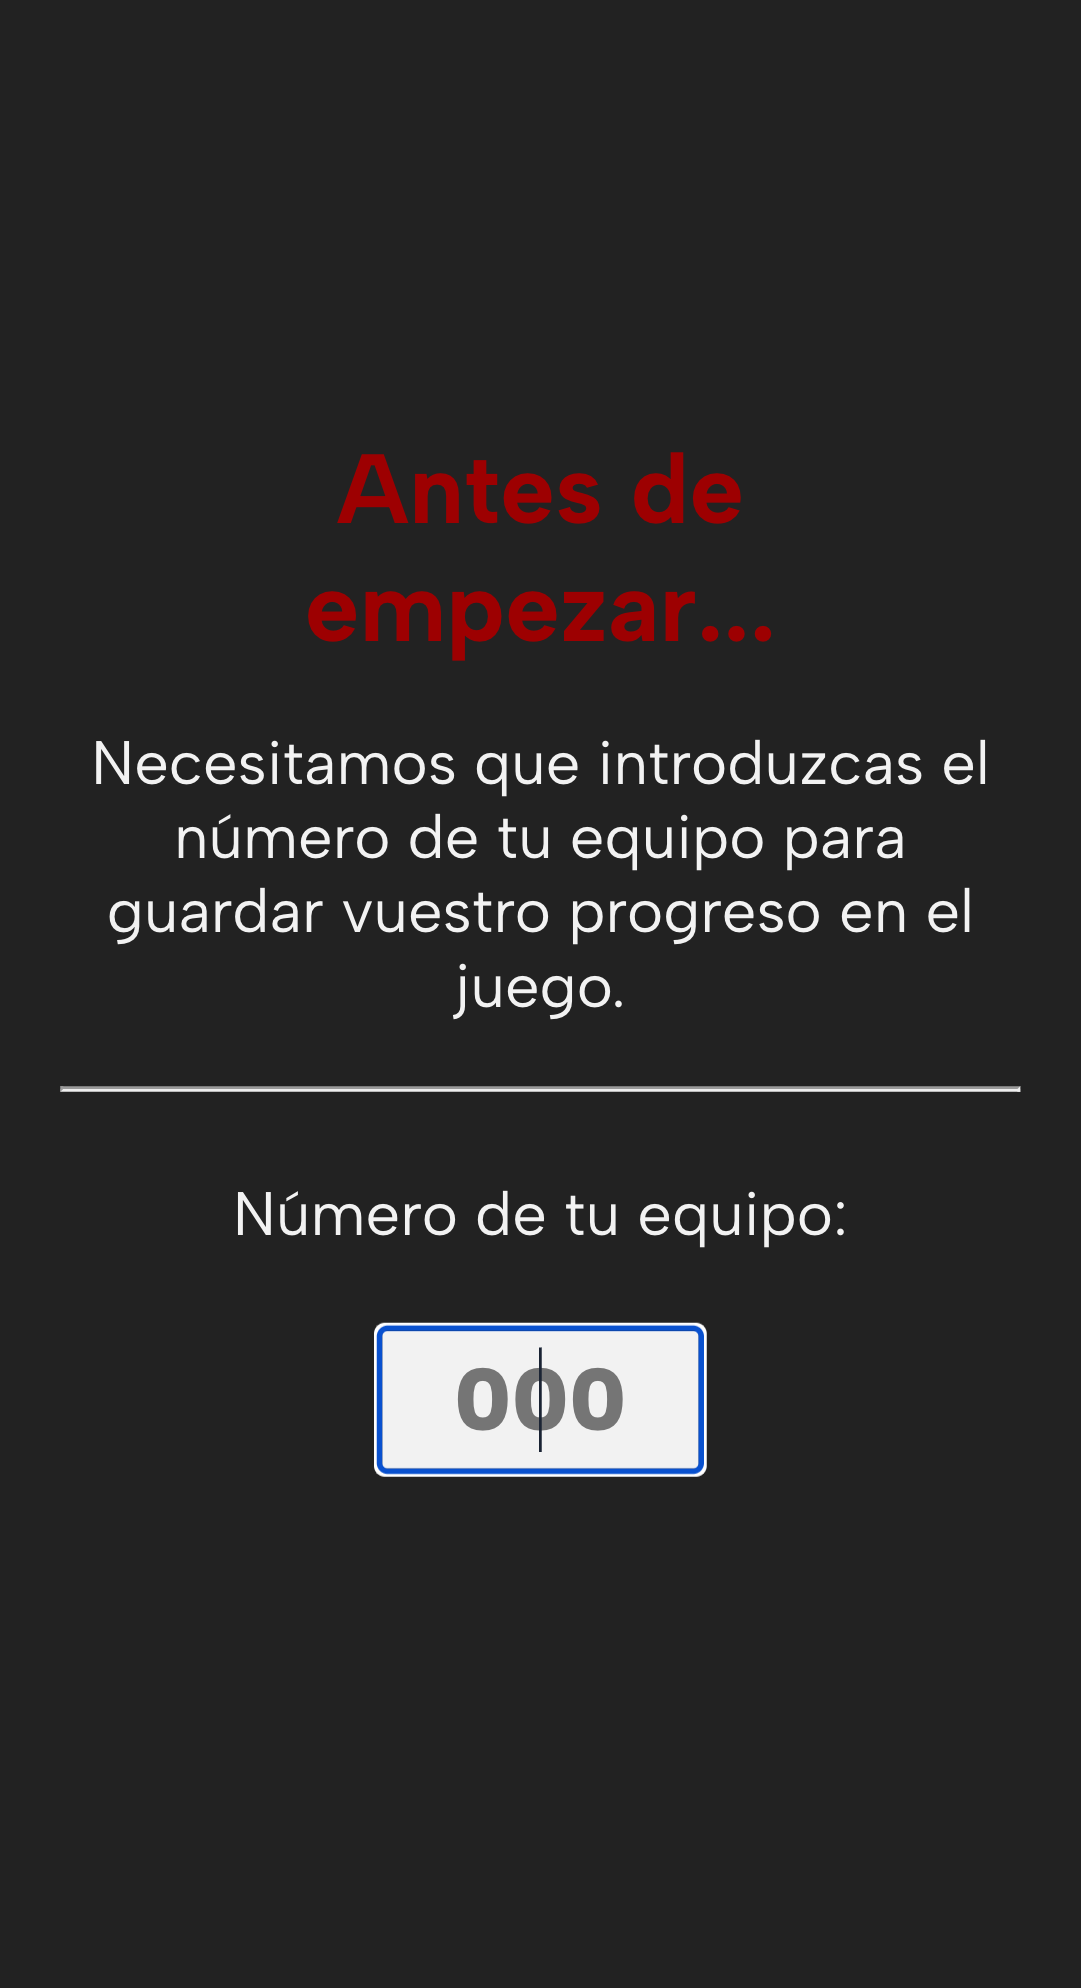 Antes de
empezar...
Necesitamos que introduzcas el
número de tu equipo para
guardar vuestro progreso en el
juego.
Número de tu equipo:
000